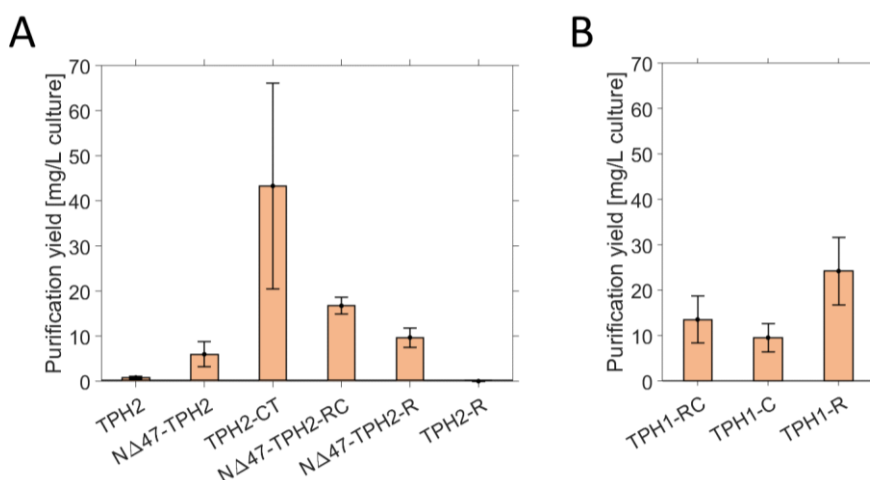 A
Purification yield [mg/L culture]
70
60
50
40
30
20
10
0
TPH2
NΔ47-TPH2
TPH2-CT
NΔ47-TPH2-RC
NΔ47-TPH2-R
TPH2-R
B
Purification yield [mg/L culture]
70
60
50
40
30
20
10
0
TPH1-RC
TPH1-C
TPH1-R